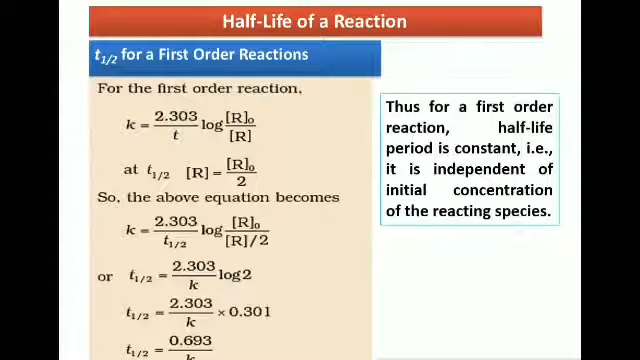 Half-Life of a Reaction
t1/2 for a First Order Reactions
For the first order reaction,
k = 2.303/t log [R]0/[R]
at t1/2 [R] = [R]0/2
So, the above equation becomes
k = 2.303/t1/2 log [R]0/[R]/2
or t1/2 = 2.303/k log2
t1/2 = 2.303/k × 0.301
t1/2 = 0.693/k
Thus for a first order
reaction, half-life
period is constant, i.e.,
it is independent of
initial concentration
of the reacting species.